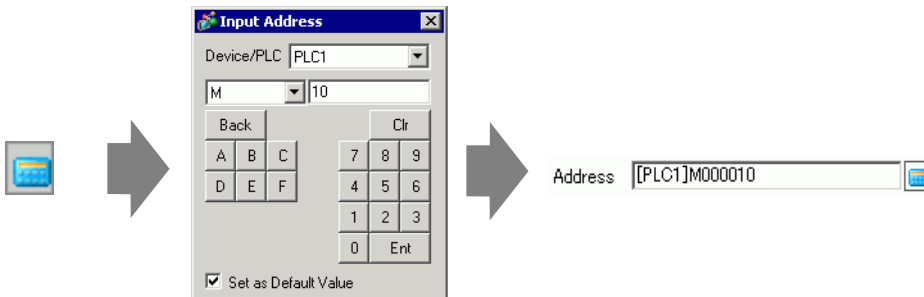 Input Address
Device/PLC PLC1
M 10
Back Clr
A B C 7 8 9
D E F 4 5 6
1 2 3
0 Ent
Set as Default Value
Address [PLC1]M000010